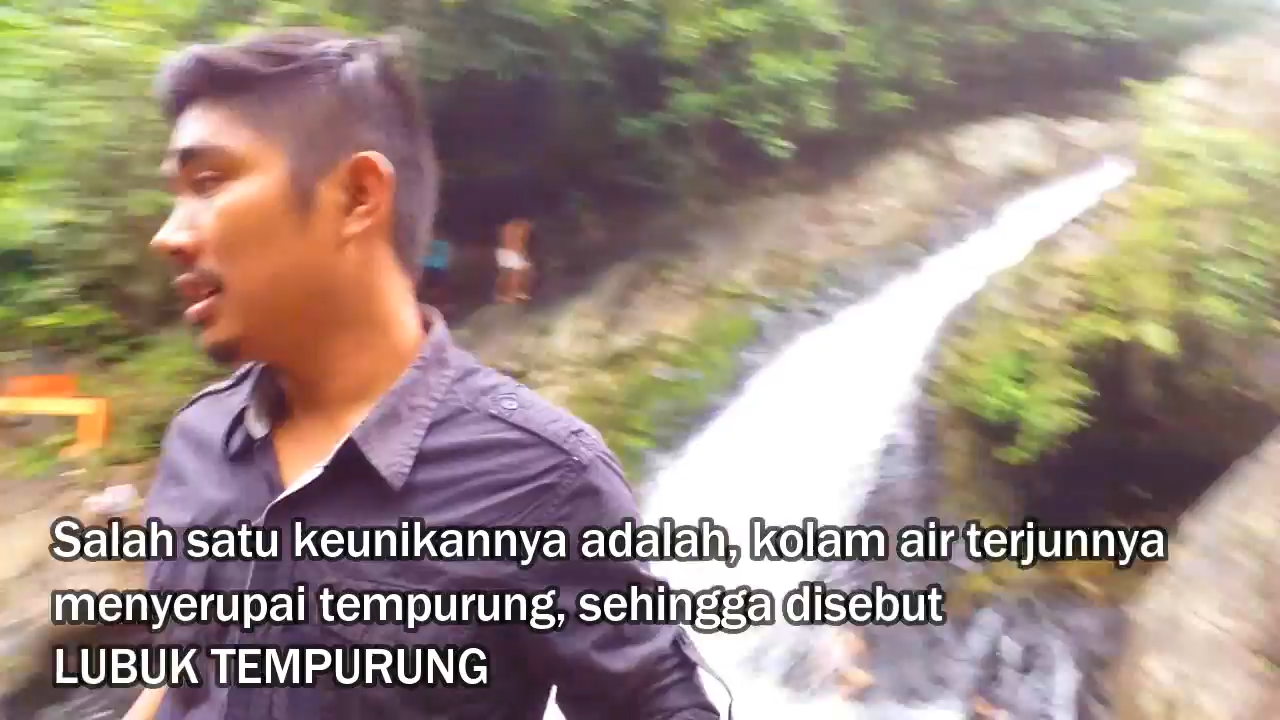 Salah satu keunikannya adalah, kolam air terjunnya
menyerupai tempurung, sehingga disebut
LUBUK TEMPURUNG